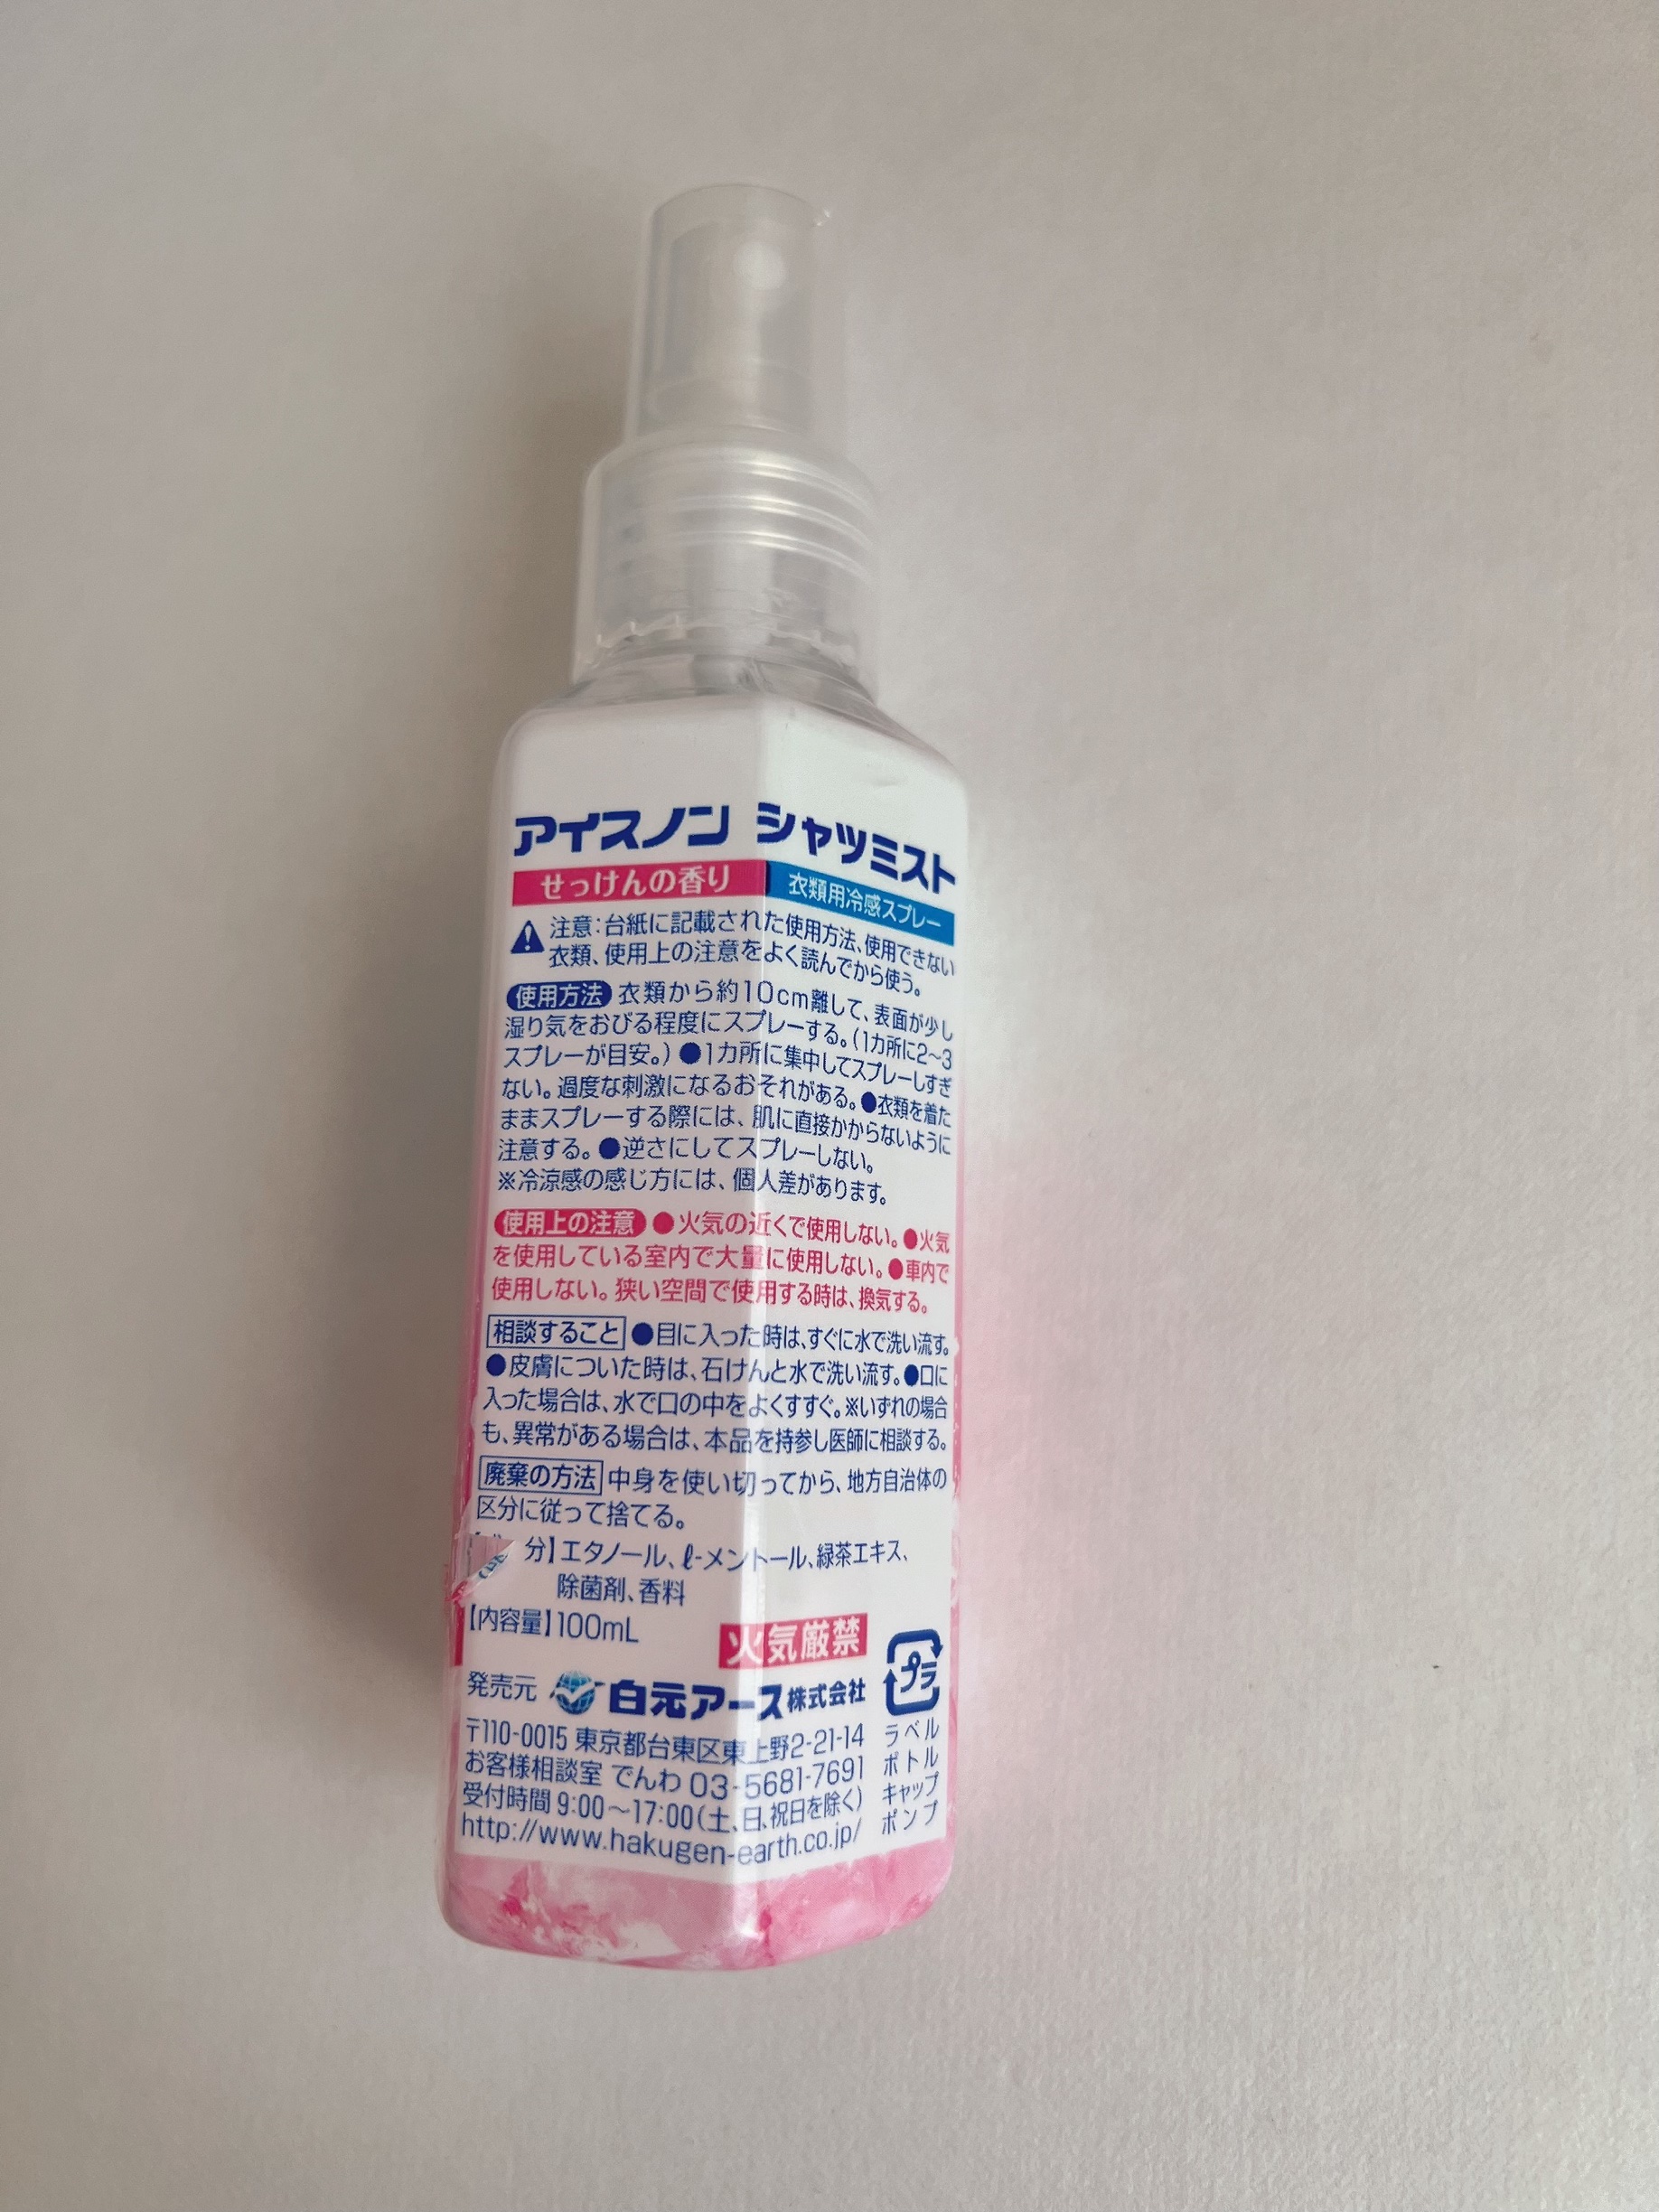 アイスノン シャツミスト
せっけんの香り 衣類用冷感スプレー
注意:台紙に記載された使用方法、使用できない
衣類、使用上の注意をよく読んでから使う。
使用方法 衣類から約10cm離して、表面が少し
湿り気をおびる程度にスプレーする。(1カ所に2〜3
スプレーが目安。) ●1カ所に集中してスプレーしすぎ
ない。過度な刺激になるおそれがある。●衣類を着た
ままスプレーする際には、肌に直接かからないように
注意する。●逆さにしてスプレーしない。
※冷涼感の感じ方には、個人差があります。
使用上の注意 ●火気の近くで使用しない。●火気
を使用している室内で大量に使用しない。●車内で
使用しない。狭い空間で使用する時は、換気する。
相談すること ●目に入った時は、すぐに水で洗い流す。
●皮膚についた時は、石けんと水で洗い流す。●口に
入った場合は、水で口の中をよくすすぐ。※いずれの場合
も、異常がある場合は、本品を持参し医師に相談する。
廃棄の方法 中身を使い切ってから、地方自治体の
区分に従って捨てる。
分】エタノール、ℓ-メントール、緑茶エキス、
除菌剤、香料
【内容量】100mL
火気厳禁
発売元 白元アース株式会社
〒110-0015 東京都台東区東上野2-21-14
お客様相談室 でんわ 03-5681-7691
受付時間 9:00〜17:00(土、日、祝日を除く)
http://www.hakugen-earth.co.jp/
プラ
ラベル
ボトル
キャップ
ポンプ